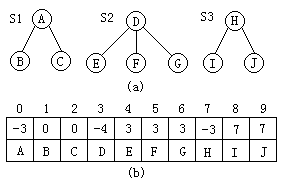 S1 A S2 D S3 H
B C E F G I J
(a)
0 1 2 3 4 5 6 7 8 9
-3 0 0 -4 3 3 3 -3 7 7
A B C D E F G H I J
(b)